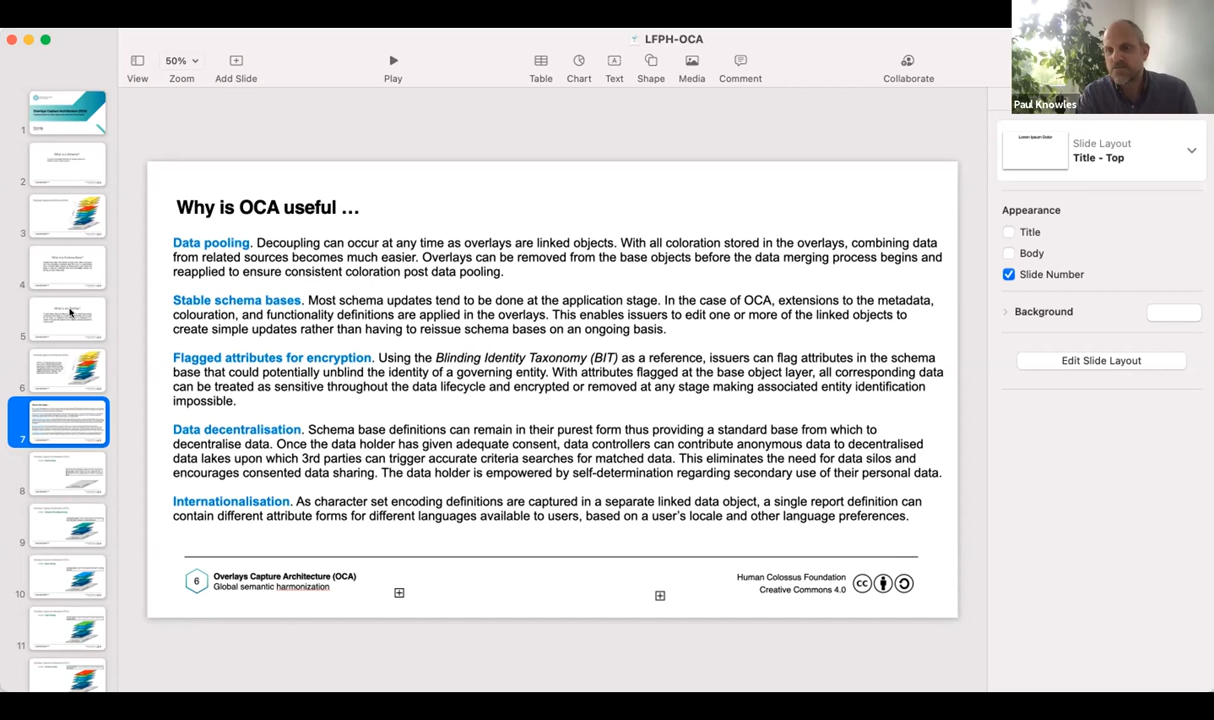 LFPH-OCA
50%
View
Zoom
Add Slide
Play
Table
Chart
Text
Shape
Media
Comment
Collaborate
Paul Knowles
1
2
3
4
5
6
7
8
9
10
11
Why is OCA useful …
Data pooling. Decoupling can occur at any time as overlays are linked objects. With all coloration stored in the overlays, combining data
from related sources becomes much easier. Overlays can be removed from the base objects before the data merging process begins and
reapplied to ensure consistent coloration post data pooling.
Stable schema bases. Most schema updates tend to be done at the application stage. In the case of OCA, extensions to the metadata,
colouration, and functionality definitions are applied in the overlays. This enables issuers to edit one or more of the linked objects to
create simple updates rather than having to reissue schema bases on an ongoing basis.
Flagged attributes for encryption. Using the Blinding Identity Taxonomy (BIT) as a reference, issuers can flag attributes in the schema
base that could potentially unblind the identity of a governing entity. With attributes flagged at the base object layer, all corresponding data
can be treated as sensitive throughout the data lifecycle and encrypted or removed at any stage making associated entity identification
impossible.
Data decentralisation. Schema base definitions can remain in their purest form thus providing a standard base from which to
decentralise data. Once the data holder has given adequate consent, data controllers can contribute anonymous data to decentralised
data lakes upon which 3rd parties can trigger accurate criteria searches for matched data. This eliminates the need for data silos and
encourages consented data sharing. The data holder is empowered by self-determination regarding secondary use of their personal data.
Internationalisation. As character set encoding definitions are captured in a separate linked data object, a single report definition can
contain different attribute forms for different languages available to users, based on a user's locale and other language preferences.
6
Overlays Capture Architecture (OCA)
Global semantic harmonization
Human Colossus Foundation
Creative Commons 4.0
cc
Lorem Ipsum Dolor
Slide Layout
Title - Top
Appearance
Title
Body
Slide Number
Background
Edit Slide Layout